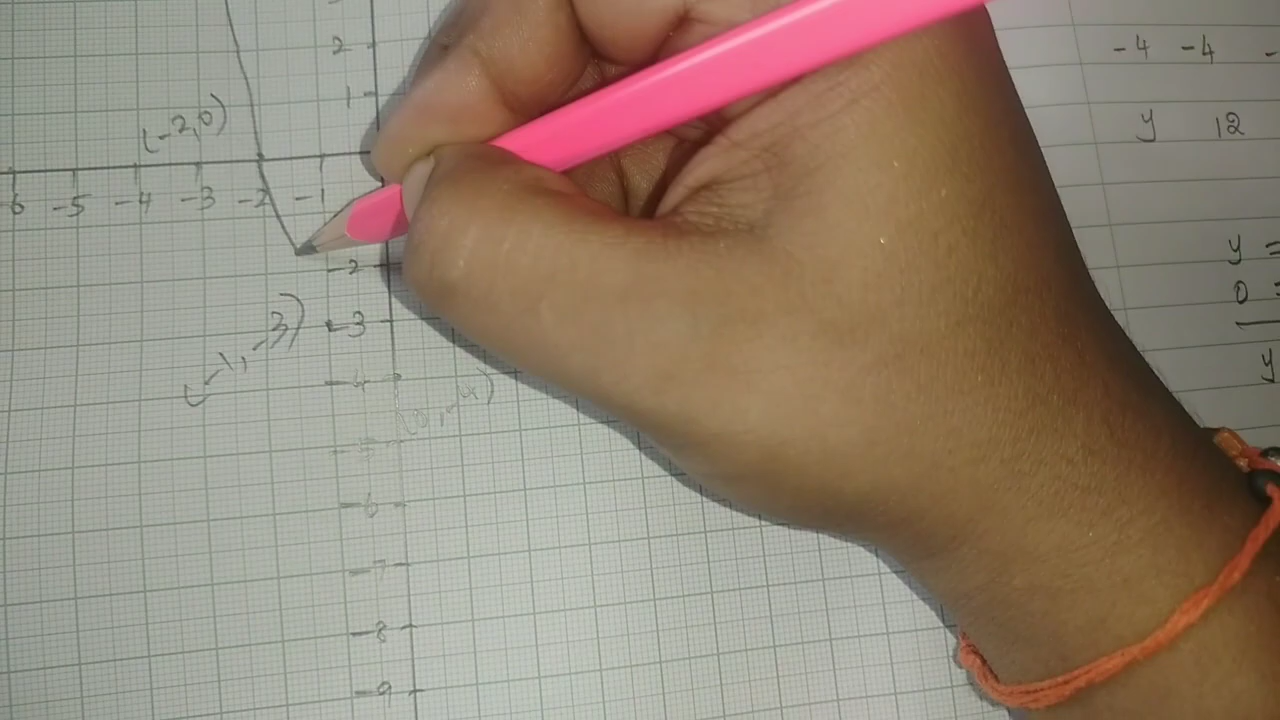 2
1
(-2,0)
-6 -5 -4 -3 -2 -1
-2
(-1,-3)
-3
-4
(0,-4)
-5
-6
-7
-8
-9
-4 -4 -
y 12
y =
0 =
y